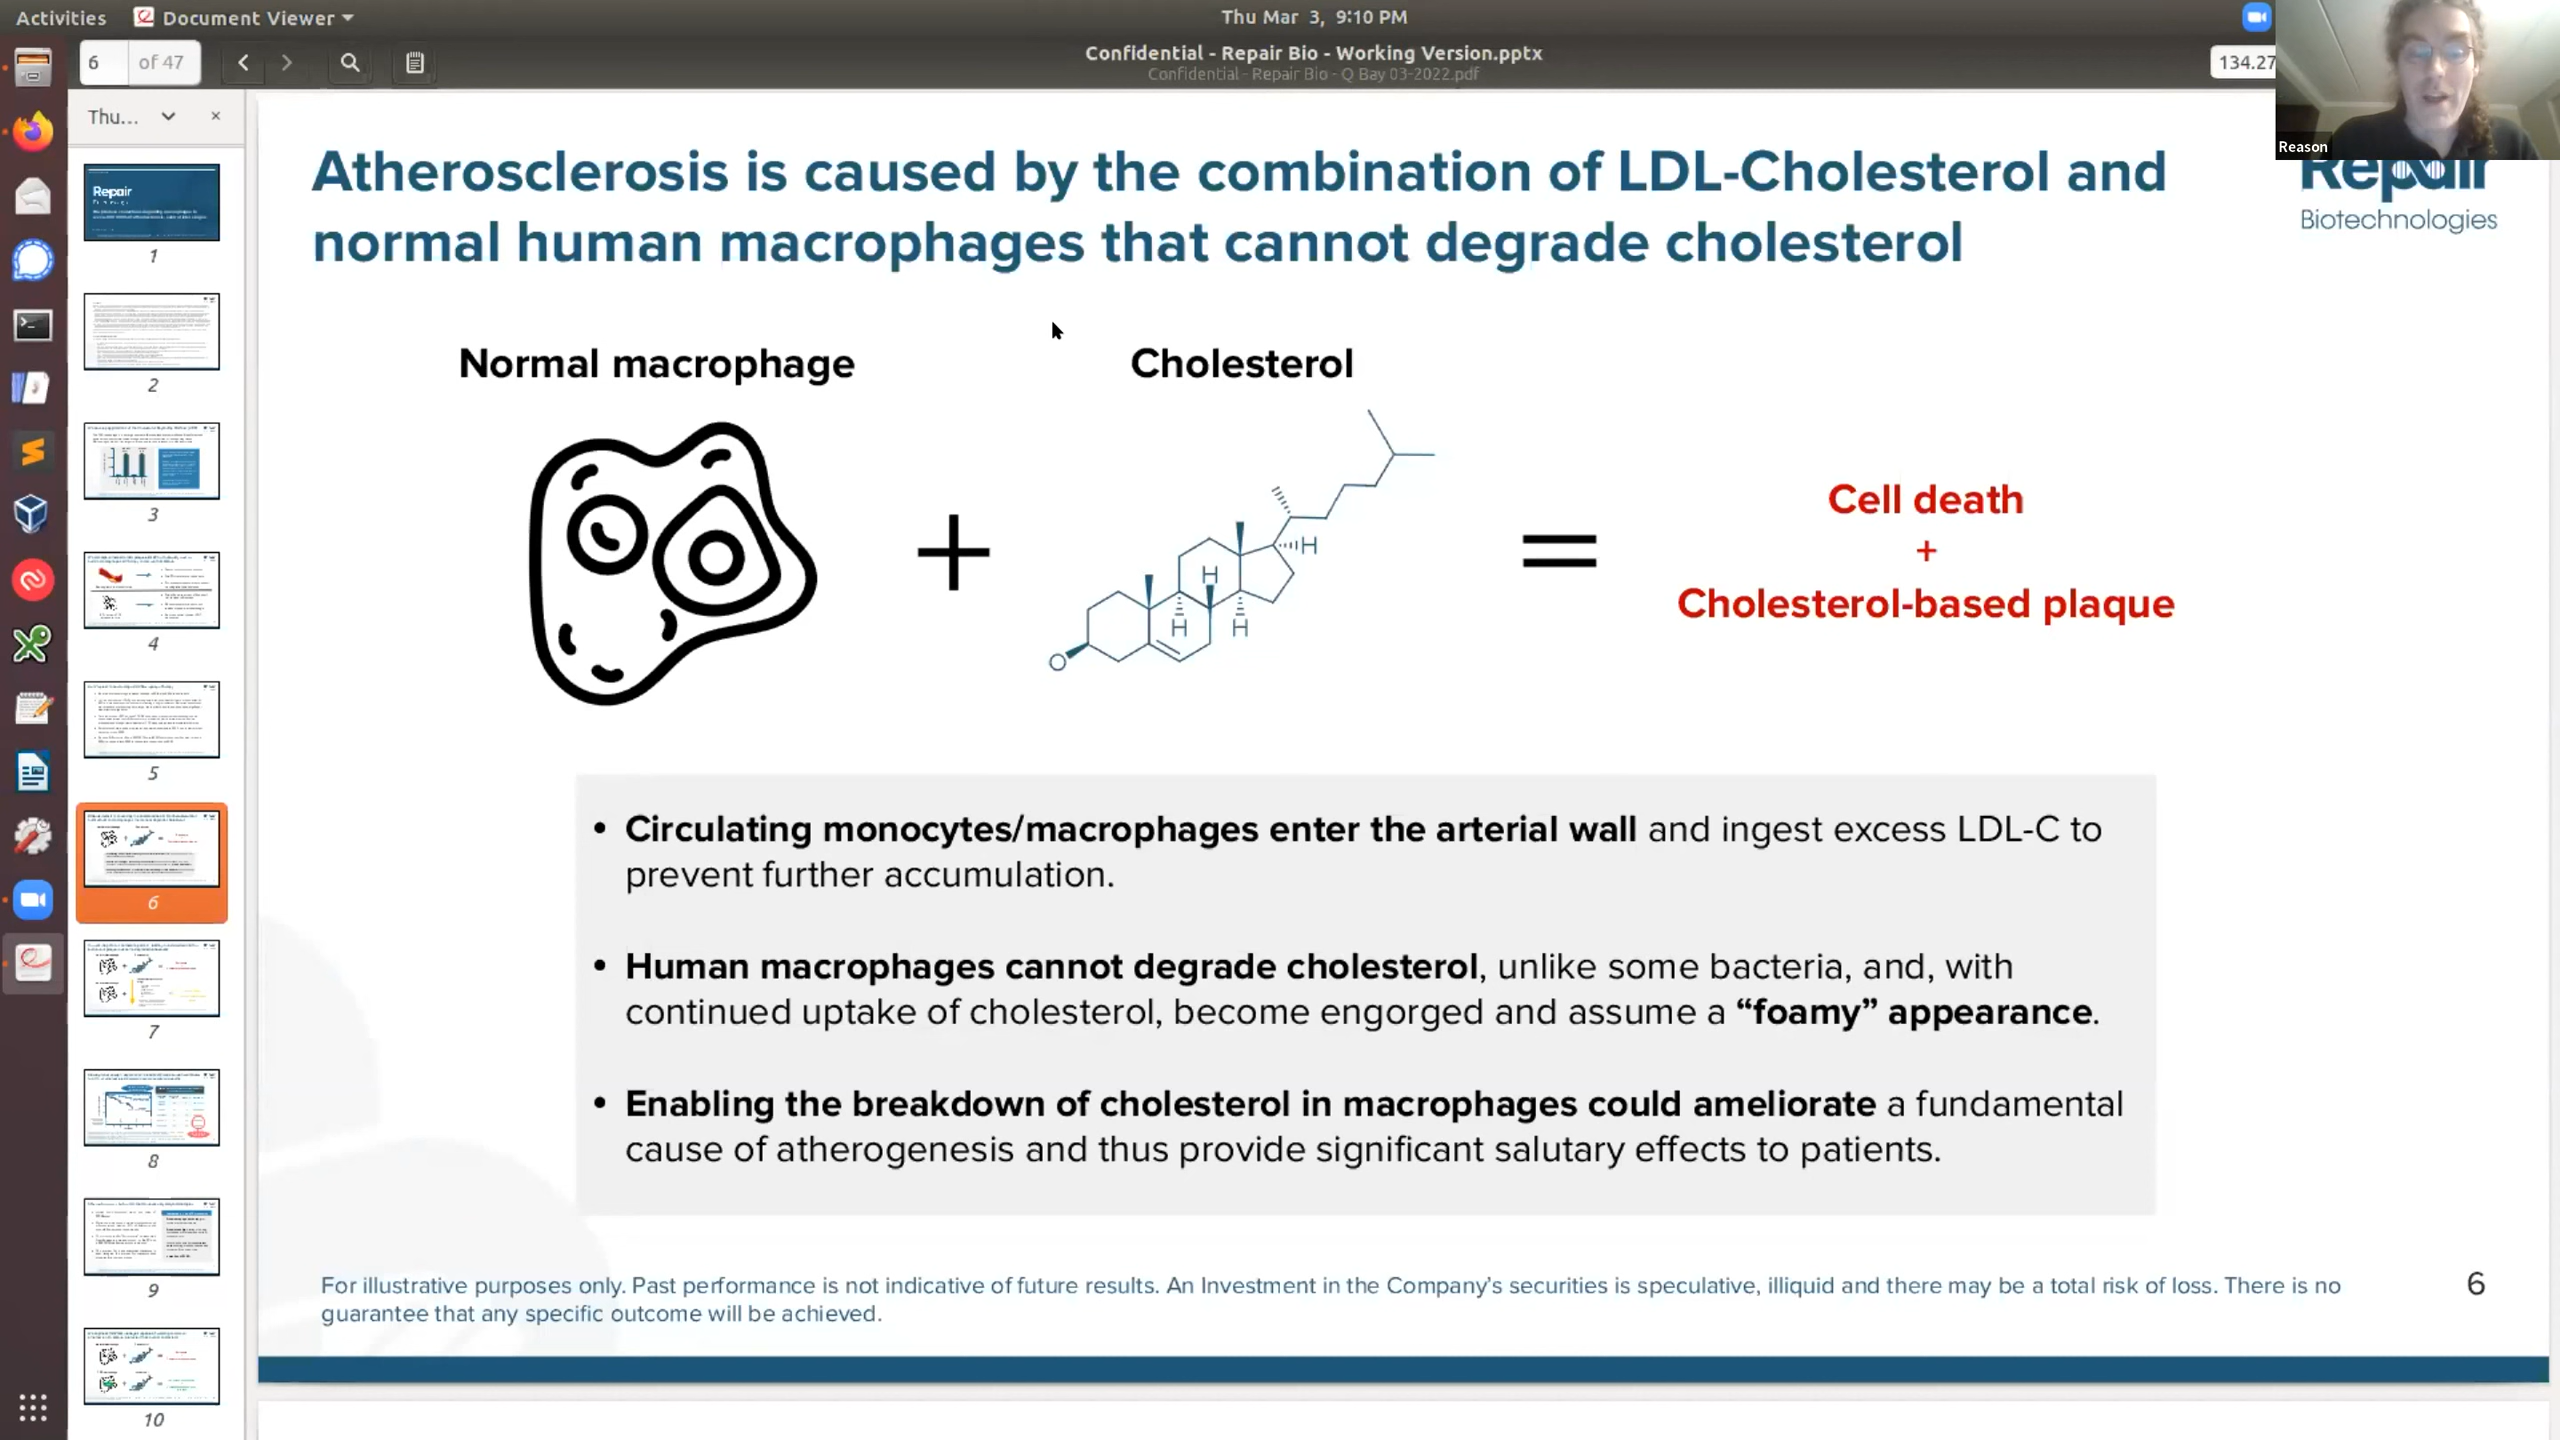 Activities
Document Viewer
Thu Mar 3, 9:10 PM
6 of 47
Confidential - Repair Bio - Working Version.pptx
Confidential - Repair Bio - Q Bay 03-2022.pdf
134.27
Reason
Thu...
Repair
1
2
3
4
5
6
7
8
9
10
Atherosclerosis is caused by the combination of LDL-Cholesterol and
normal human macrophages that cannot degrade cholesterol
Repair
Biotechnologies
Normal macrophage
Cholesterol
+
H
H
H
H
O
=
Cell death
+
Cholesterol-based plaque
• Circulating monocytes/macrophages enter the arterial wall and ingest excess LDL-C to
prevent further accumulation.
• Human macrophages cannot degrade cholesterol, unlike some bacteria, and, with
continued uptake of cholesterol, become engorged and assume a “foamy” appearance.
• Enabling the breakdown of cholesterol in macrophages could ameliorate a fundamental
cause of atherogenesis and thus provide significant salutary effects to patients.
For illustrative purposes only. Past performance is not indicative of future results. An Investment in the Company’s securities is speculative, illiquid and there may be a total risk of loss. There is no
guarantee that any specific outcome will be achieved.
6